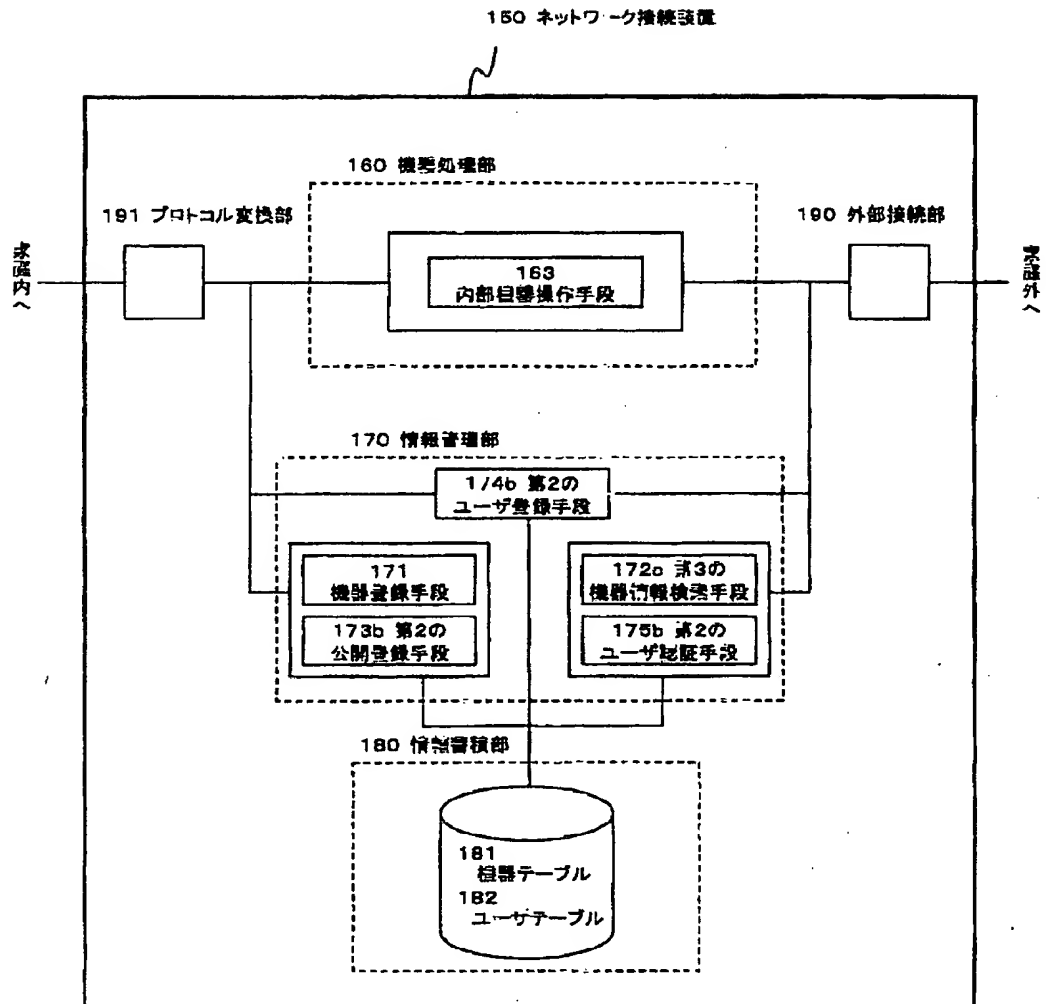 150 ネットワーク接続装置
160 機器処理部
191 プロトコル変換部
190 外部接続部
家庭内へ
家庭外へ
163
内部機器操作手段
170 情報管理部
174b 第2の
ユーザ登録手段
171
機器登録手段
173b 第2の
公開登録手段
172c 第3の
機器情報検索手段
175b 第2の
ユーザ認証手段
180 情報蓄積部
181
機器テーブル
182
ユーザテーブル